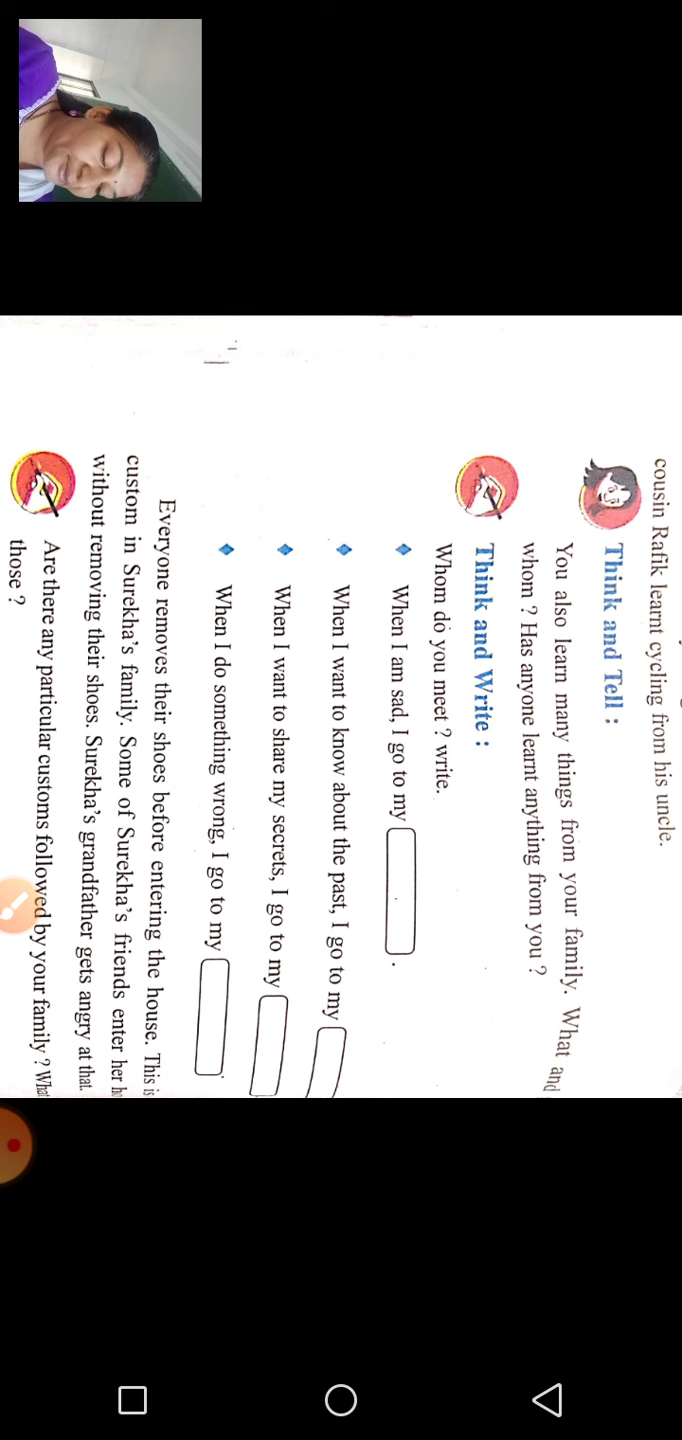 cousin Rafik learnt cycling from his uncle.
Think and Tell :
You also learn many things from your family. What and
whom ? Has anyone learnt anything from you ?
Think and Write :
Whom do you meet ? write.
When I am sad, I go to my .
When I want to know about the past, I go to my
When I want to share my secrets, I go to my
When I do something wrong, I go to my .
Everyone removes their shoes before entering the house. This is
custom in Surekha's family. Some of Surekha's friends enter her
without removing their shoes. Surekha's grandfather gets angry at that.
Are there any particular customs followed by your family ? What
those ?